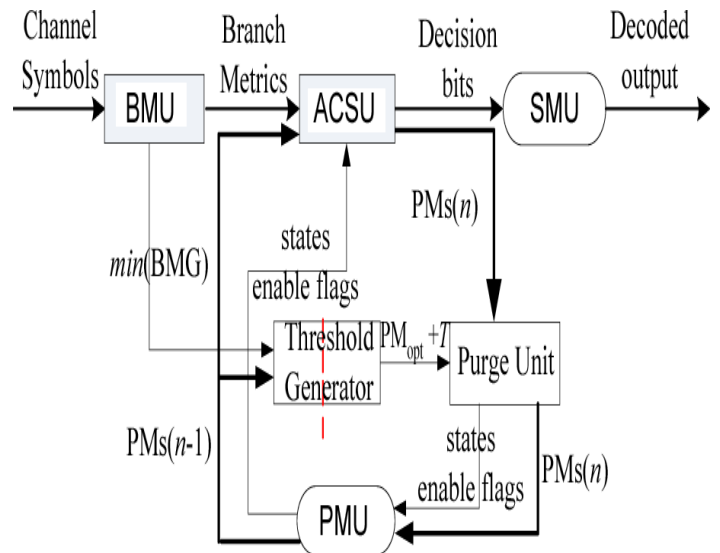 Channel
Symbols
Branch
Metrics
Decision
bits
Decoded
output
BMU
ACSU
SMU
PMs(n)
min(BMG)
states
enable flags
Threshold
Generator
PMopt +T
Purge Unit
PMs(n-1)
states
enable flags
PMs(n)
PMU